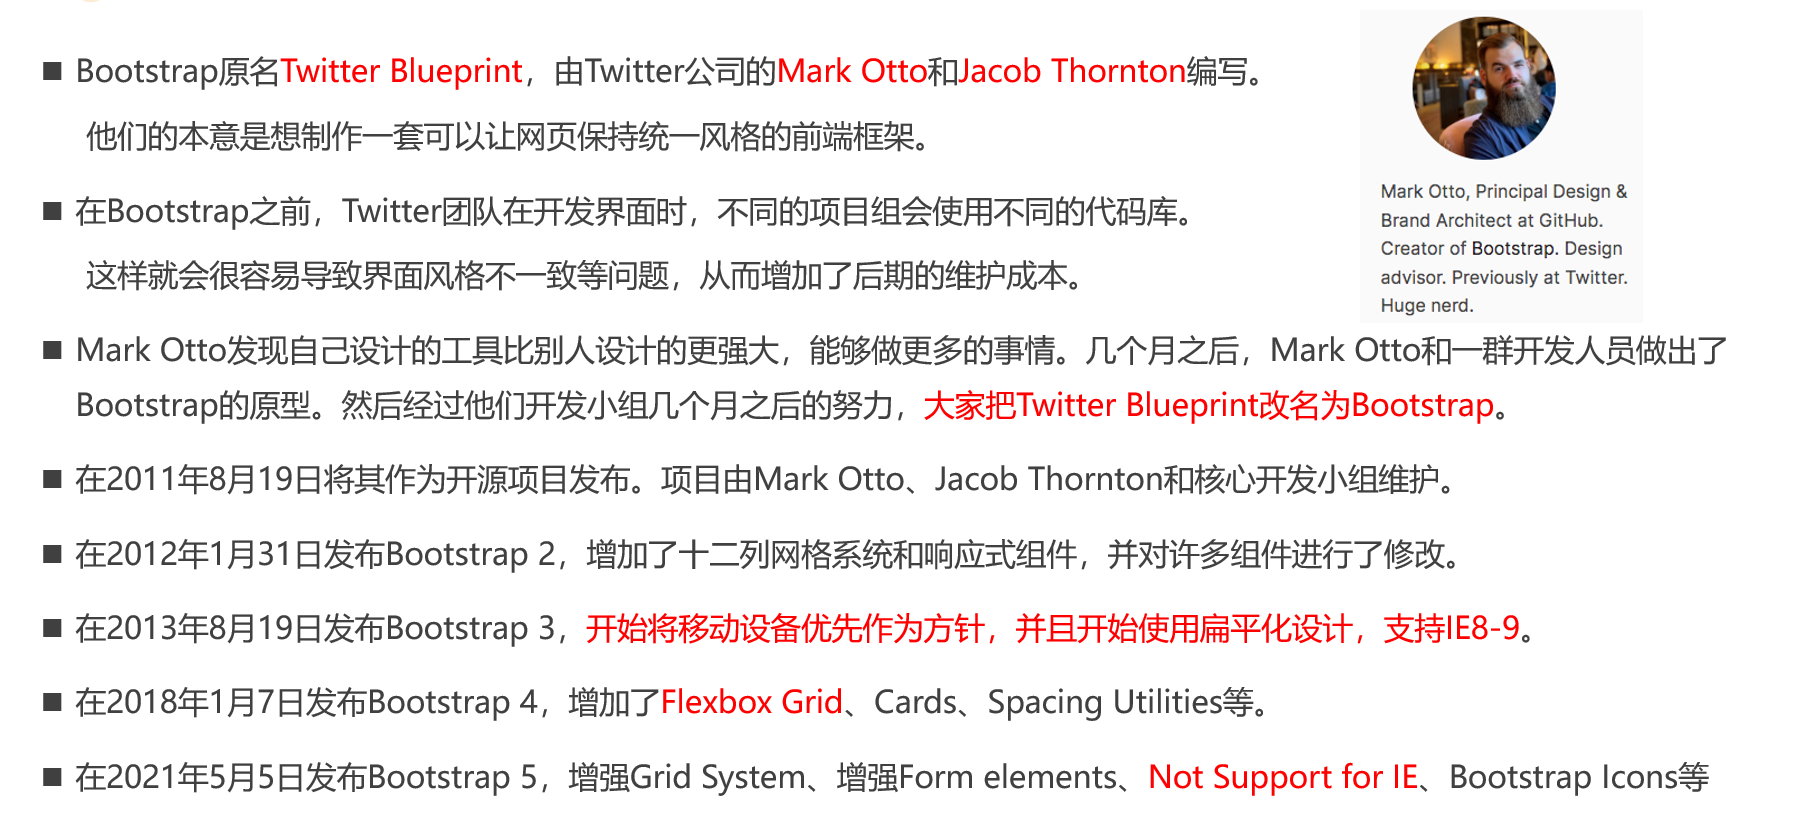 ■ Bootstrap原名Twitter Blueprint，由Twitter公司的Mark Otto和Jacob Thornton编写。
他们的本意是想制作一套可以让网页保持统一风格的前端框架。
■ 在Bootstrap之前，Twitter团队在开发界面时，不同的项目组会使用不同的代码库。
这样就会很容易导致界面风格不一致等问题，从而增加了后期的维护成本。
Mark Otto, Principal Design &
Brand Architect at GitHub.
Creator of Bootstrap. Design
advisor. Previously at Twitter.
Huge nerd.
■ Mark Otto发现自己设计的工具比别人设计的更强大，能够做更多的事情。几个月之后，Mark Otto和一群开发人员做出了
Bootstrap的原型。然后经过他们开发小组几个月之后的努力，大家把Twitter Blueprint改名为Bootstrap。
■ 在2011年8月19日将其作为开源项目发布。项目由Mark Otto、Jacob Thornton和核心开发小组维护。
■ 在2012年1月31日发布Bootstrap 2，增加了十二列网格系统和响应式组件，并对许多组件进行了修改。
■ 在2013年8月19日发布Bootstrap 3，开始将移动设备优先作为方针，并且开始使用扁平化设计，支持IE8-9。
■ 在2018年1月7日发布Bootstrap 4，增加了Flexbox Grid、Cards、Spacing Utilities等。
■ 在2021年5月5日发布Bootstrap 5，增强Grid System、增强Form elements、Not Support for IE、Bootstrap Icons等